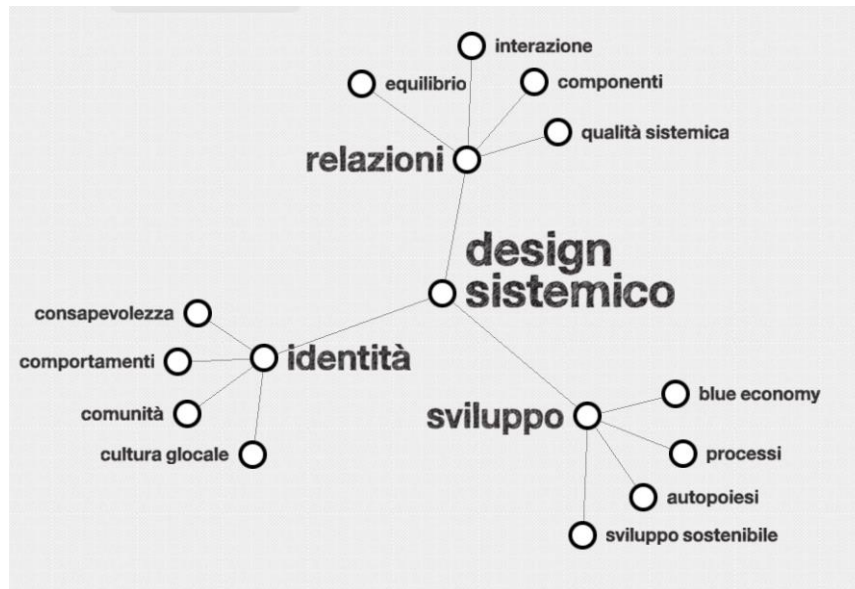 interazione
equilibrio
componenti
qualità sistemica
relazioni
design
sistemico
consapevolezza
comportamenti
identità
comunità
cultura glocale
blue economy
sviluppo
processi
autopoiesi
sviluppo sostenibile